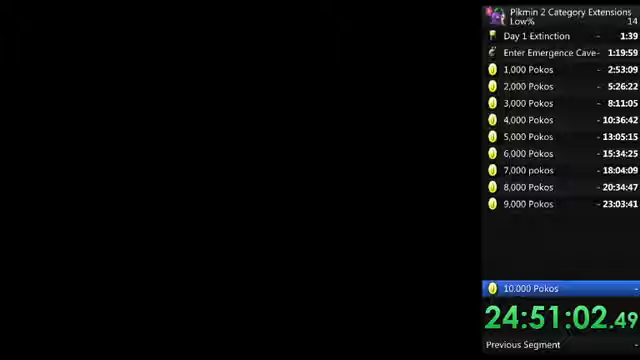 Pikmin 2 Category Extensions
Low% 14
Day 1 Extinction - 1:39
Enter Emergence Cave - 1:19:59
1,000 Pokos - 2:53:09
2,000 Pokos - 5:26:22
3,000 Pokos - 8:11:05
4,000 Pokos - 10:36:42
5,000 Pokos - 13:05:15
6,000 Pokos - 15:34:25
7,000 pokos - 18:04:09
8,000 Pokos - 20:34:47
9,000 Pokos - 23:03:41
10,000 Pokos -
24:51:02.49
Previous Segment -